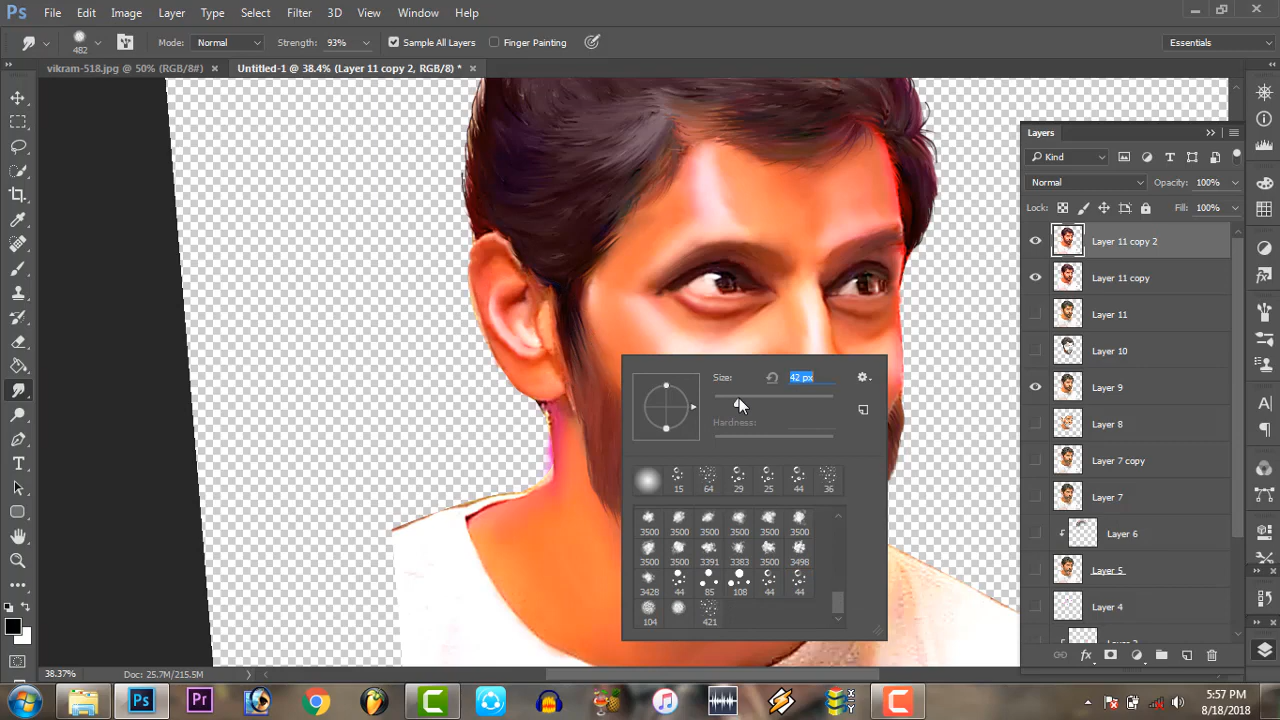 Ps File Edit Image Layer Type Select Filter 3D View Window Help
482 Mode: Normal Strength: 93% Sample All Layers Finger Painting Essentials
vikram-518.jpg @ 50% (RGB/8#) × Untitled-1 @ 38.4% (Layer 11 copy 2, RGB/8) * ×
Layers
Kind
Normal Opacity: 100%
Lock: Fill: 100%
Layer 11 copy 2
Layer 11 copy
Layer 11
Layer 10
Layer 9
Layer 8
Layer 7 copy
Layer 7
Layer 6
Layer 5
Layer 4
Size: 42 px
Hardness:
15 64 29 25 44 36
3500 3500 3500 3500 3500 3500
3500 3500 3391 3383 3500 3498
3428 44 85 108 44 44
104 421
38.37% Doc: 25.7M/215.5M
Ps Pr C C
5:57 PM
8/18/2018